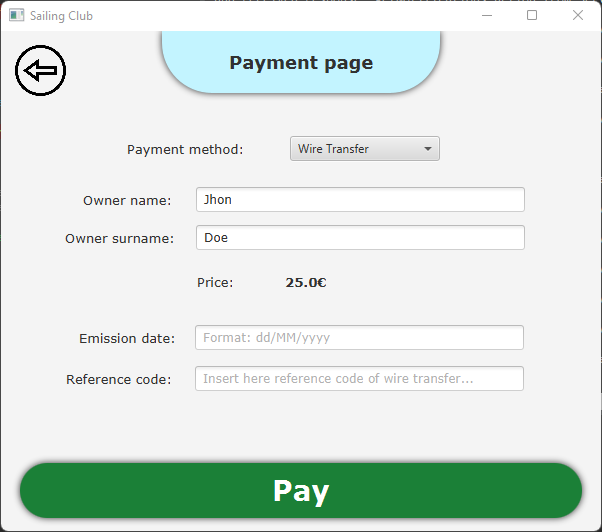 Sailing Club
Payment page
Payment method: Wire Transfer
Owner name: Jhon
Owner surname: Doe
Price: 25.0€
Emission date: Format: dd/MM/yyyy
Reference code: Insert here reference code of wire transfer...
Pay